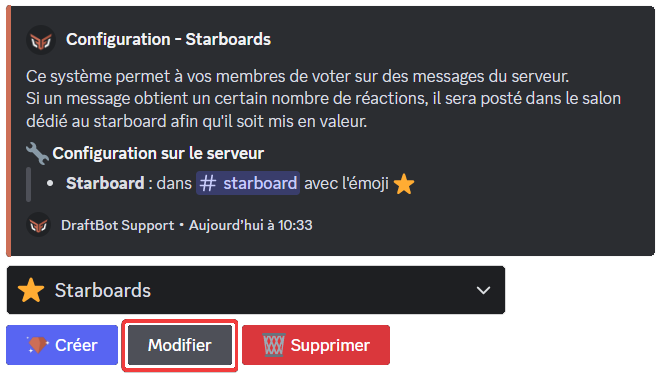 Configuration - Starboards
Ce système permet à vos membres de voter sur des messages du serveur.
Si un message obtient un certain nombre de réactions, il sera posté dans le salon
dédié au starboard afin qu'il soit mis en valeur.
Configuration sur le serveur
• Starboard : dans # starboard avec l'émoji ⭐
DraftBot Support • Aujourd'hui à 10:33
Starboards
Créer
Modifier
Supprimer